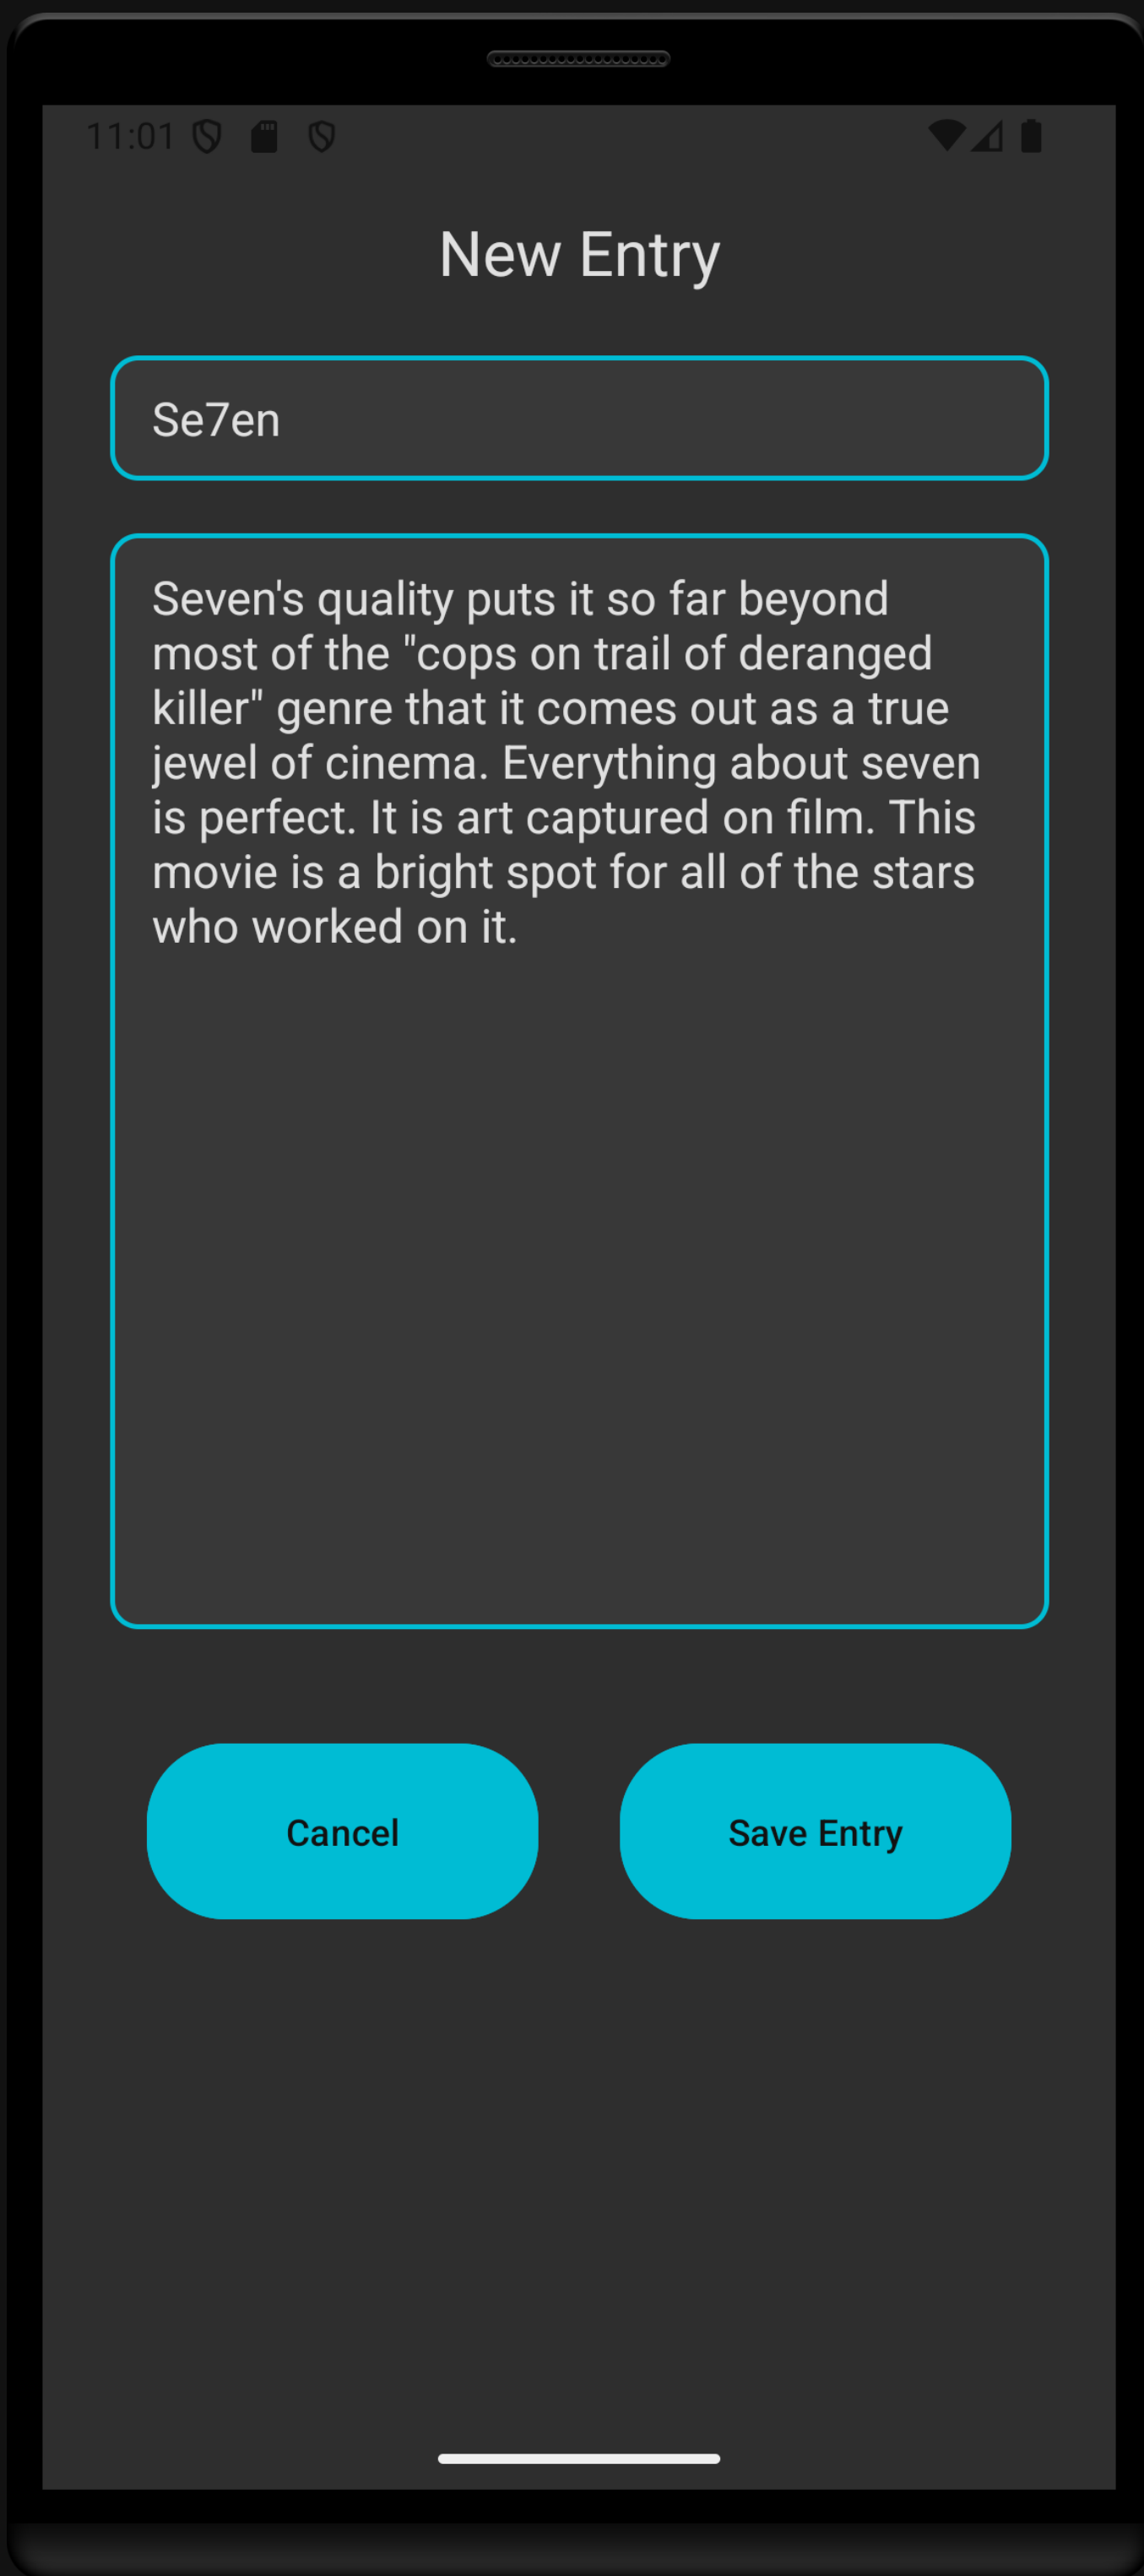 11:01
New Entry
Se7en
Seven's quality puts it so far beyond
most of the "cops on trail of deranged
killer" genre that it comes out as a true
jewel of cinema. Everything about seven
is perfect. It is art captured on film. This
movie is a bright spot for all of the stars
who worked on it.
Cancel
Save Entry